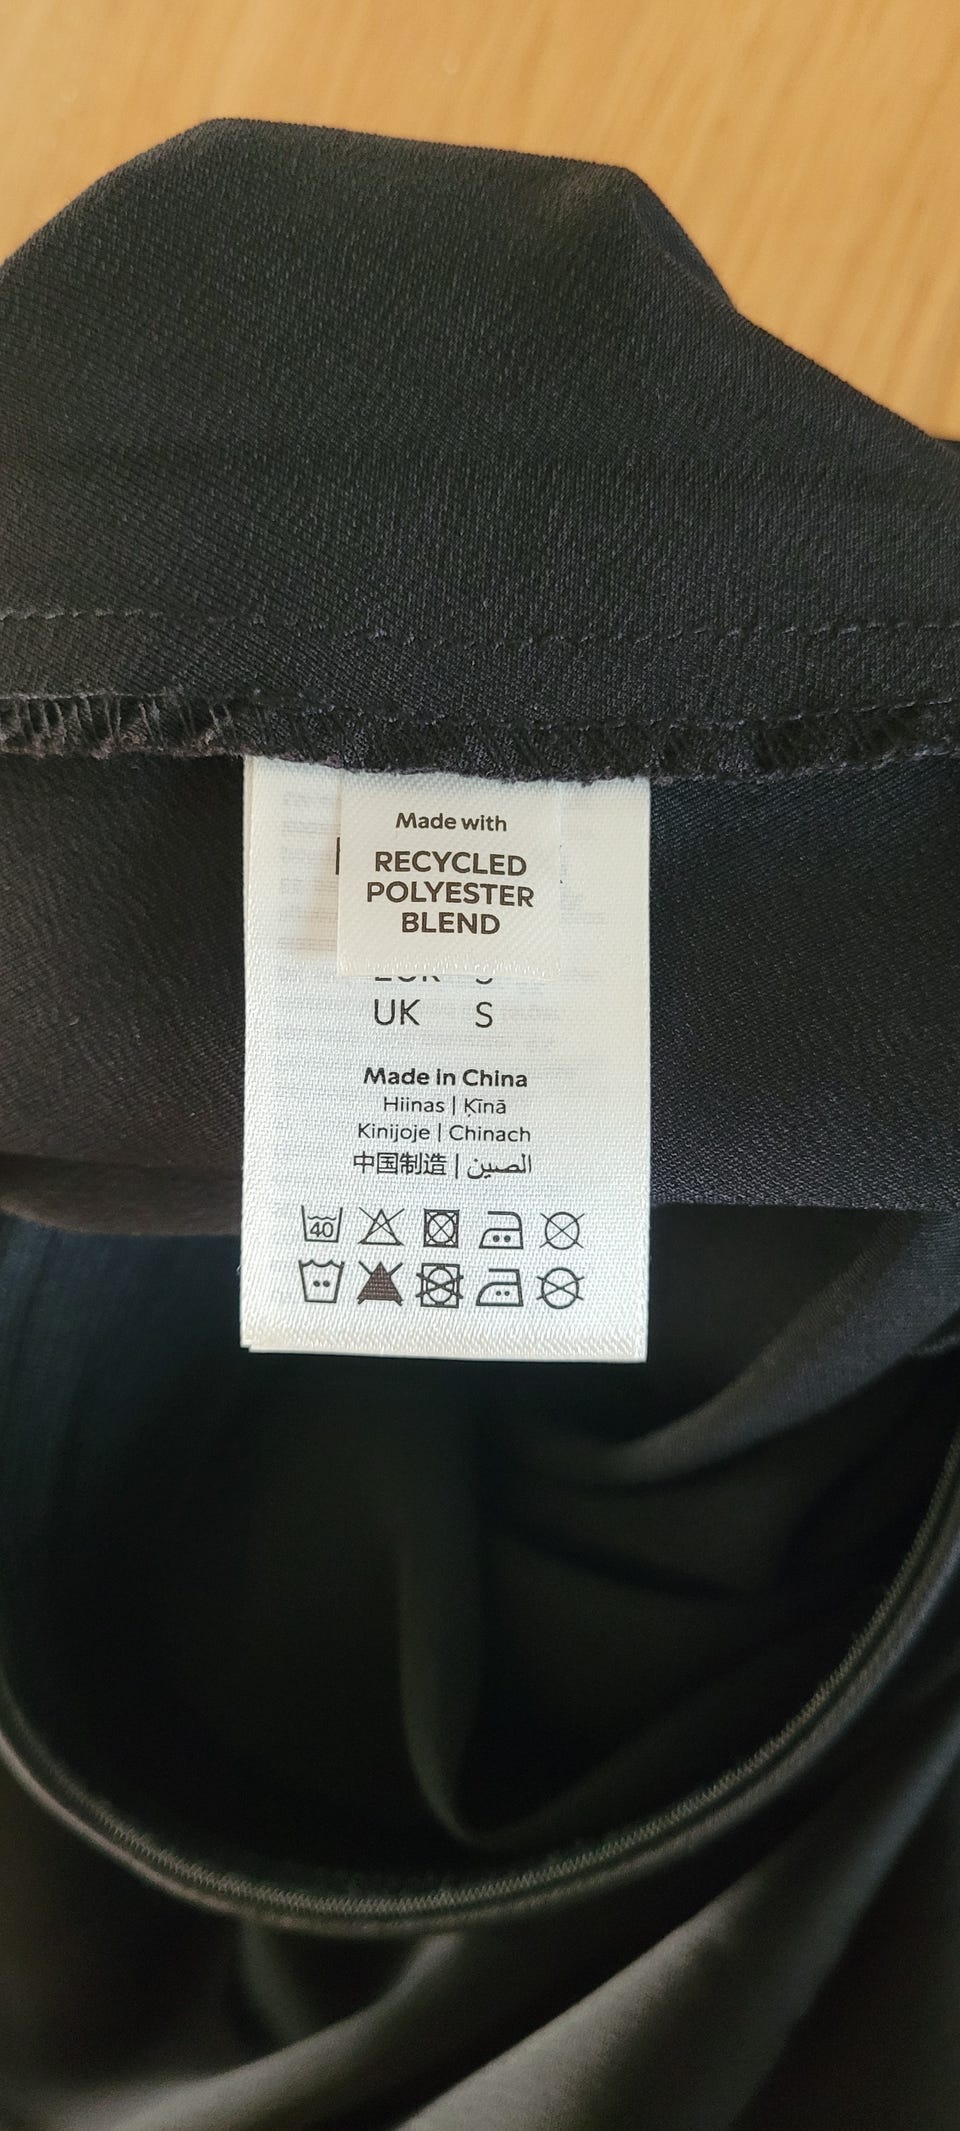 Made with
RECYCLED
POLYESTER
BLEND
UK S
Made in China
Hiinas | Ķīnā
Kinijoje | Chinach
中国制造 | الصين
40